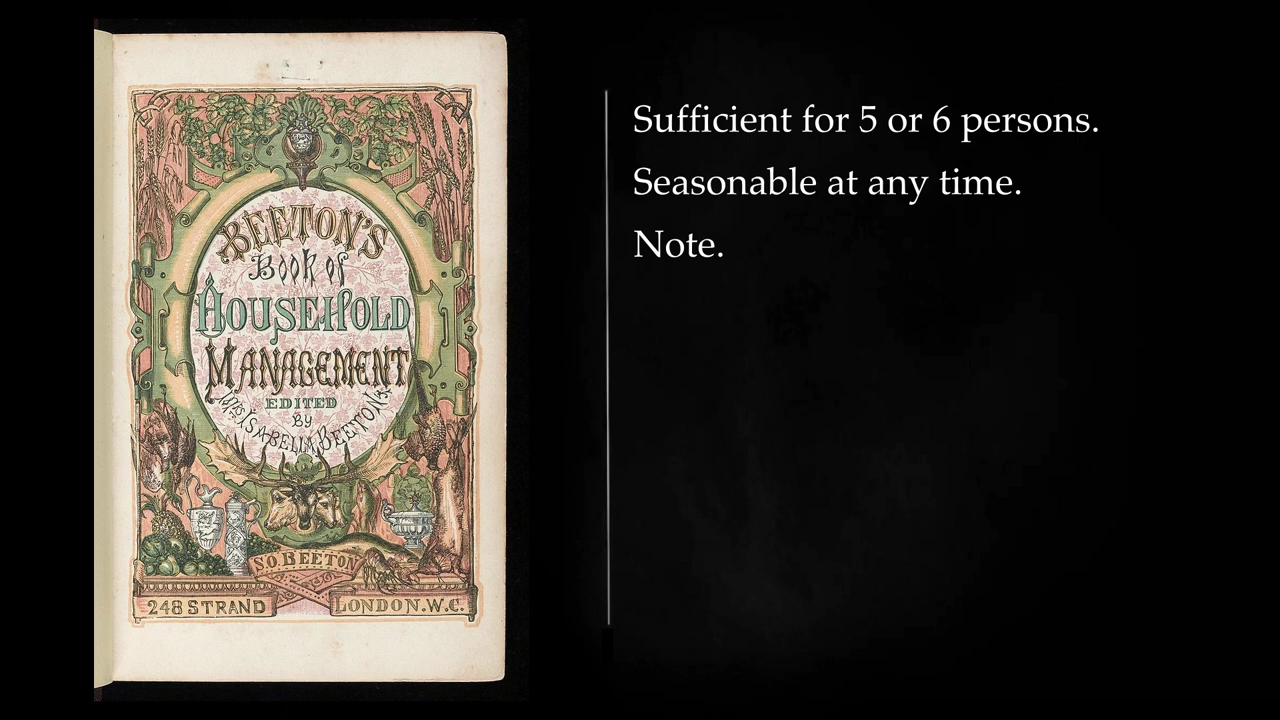 BEETON'S
Book of
HOUSEHOLD
MANAGEMENT
EDITED
BY
MRS ISABELLA BEETON
S.O. BEETON
248 STRAND
LONDON. W.C.
Sufficient for 5 or 6 persons.
Seasonable at any time.
Note.